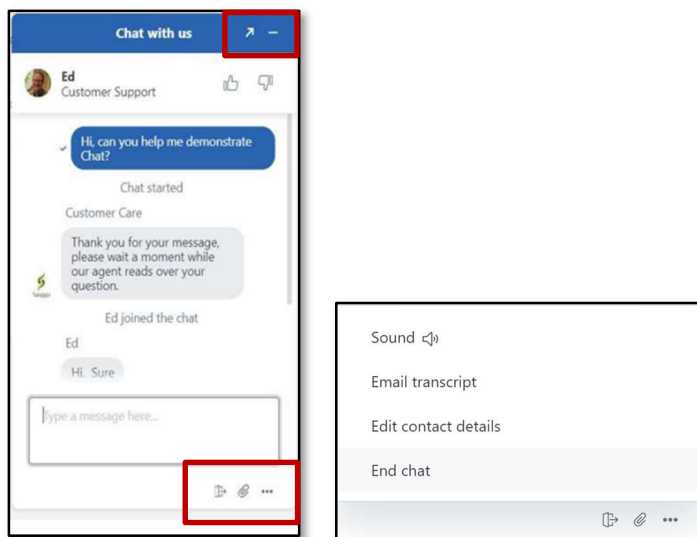 Chat with us
Ed
Customer Support
Hi, can you help me demonstrate
Chat?
Chat started
Customer Care
Thank you for your message,
please wait a moment while
our agent reads over your
question.
Ed joined the chat
Ed
Hi. Sure
Type a message here...
Sound
Email transcript
Edit contact details
End chat